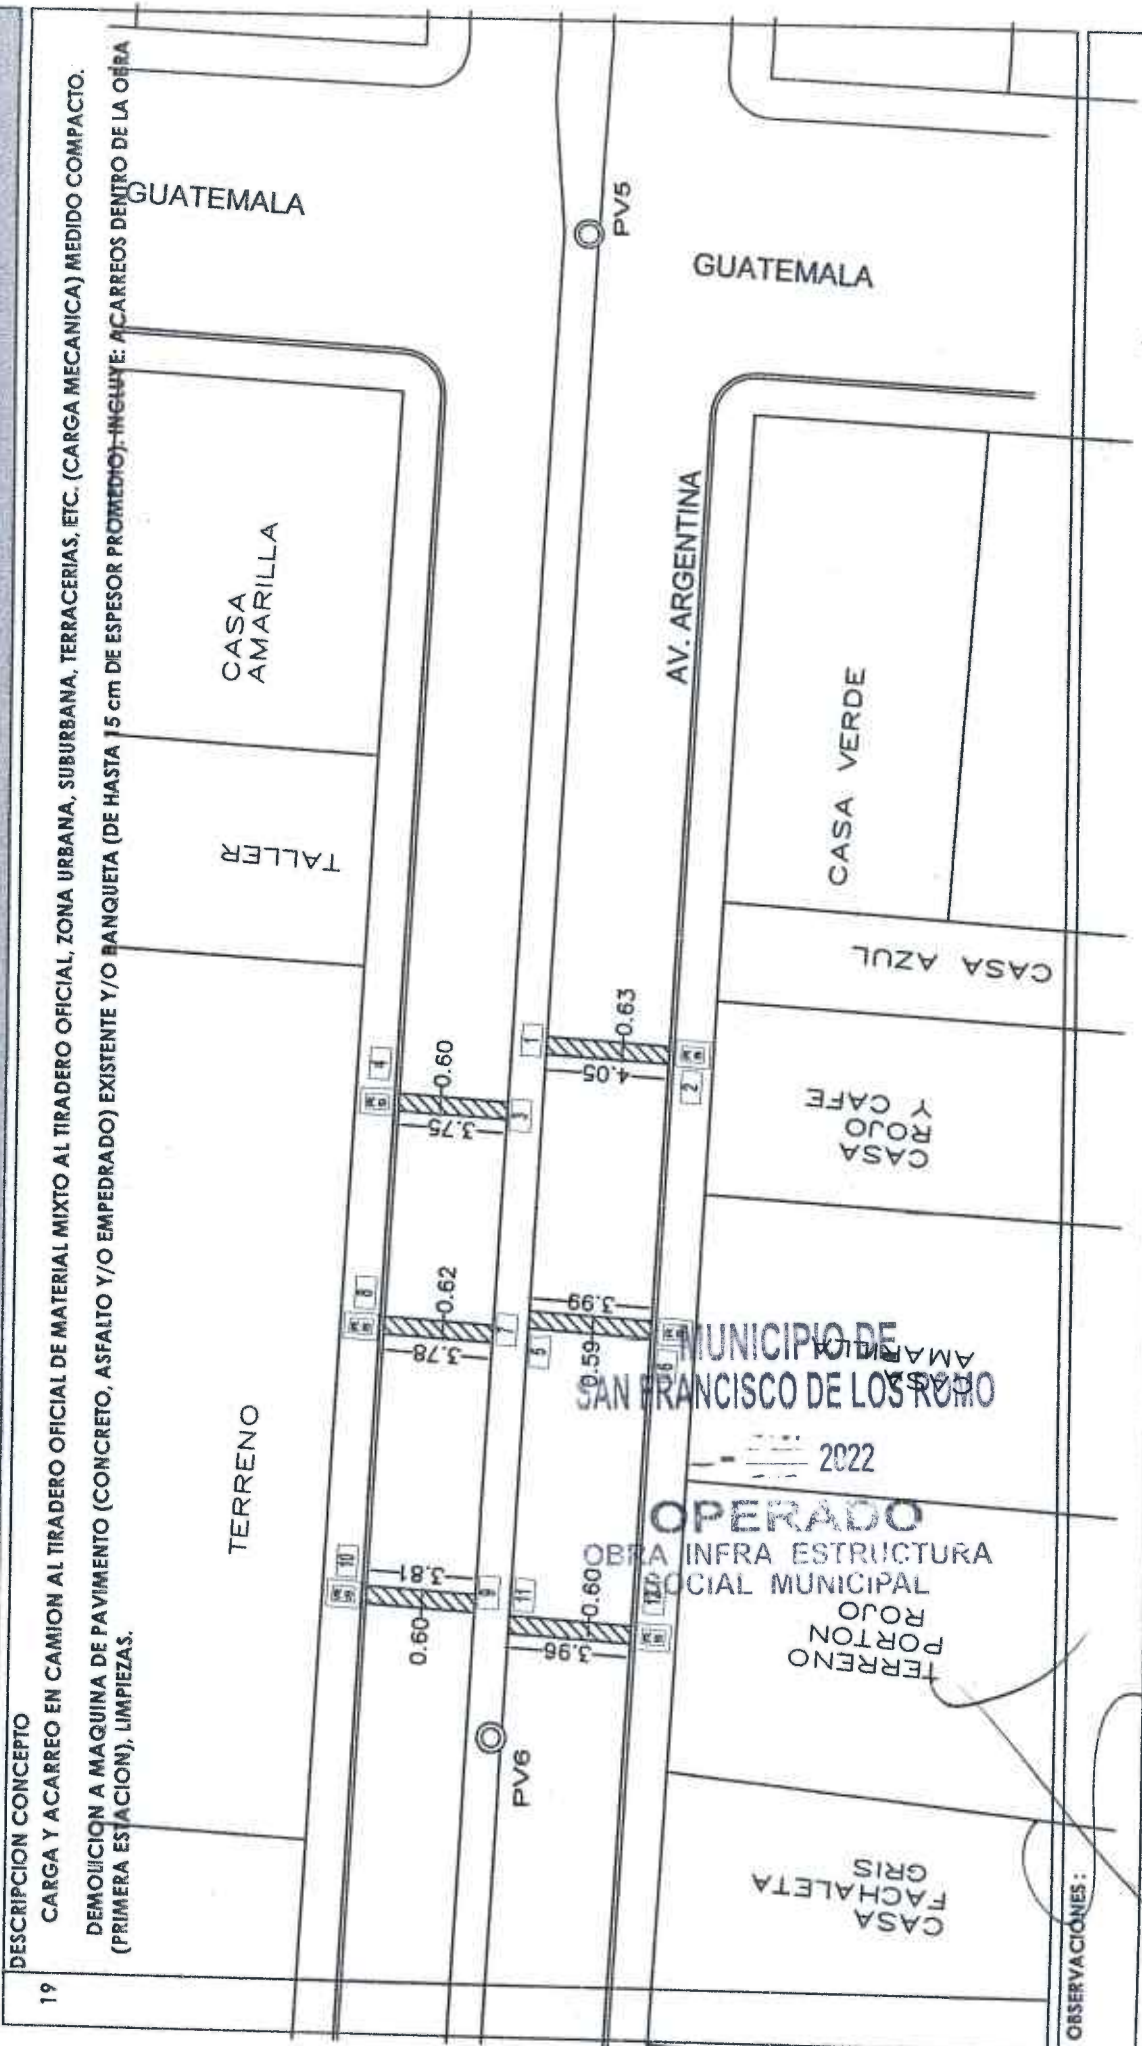 DESCRIPCION CONCEPTO
19 CARGA Y ACARREO EN CAMION AL TIRADERO OFICIAL DE MATERIAL MIXTO AL TIRADERO OFICIAL, ZONA URBANA, SUBURBANA, TERRACERIAS, ETC. (CARGA MECANICA) MEDIDO COMPACTO.
DEMOLICION A MAQUINA DE PAVIMENTO (CONCRETO, ASFALTO Y/O EMPEDRADO) EXISTENTE Y/O BANQUETA (DE HASTA 15 cm DE ESPESOR PROMEDIO). INCLUYE: ACARREOS DENTRO DE LA OBRA
(PRIMERA ESTACION), LIMPIEZAS.
GUATEMALA
CASA
AMARILLA
TALLER
TERRENO
10
8
4
3.81
0.60
3.78
0.62
3.75
0.60
9
7
3
PV6
PV5
11
5
1
3.96
0.60
0.59
3.99
4.05
0.63
12
6
2
AV. ARGENTINA
GUATEMALA
CASA
TACHALETA
GRIS
TERRENO
PORTON
ROJO
CASA
AMARILLA
CASA
ROJO
Y CAFE
CASA AZUL
CASA VERDE
MUNICIPIO DE
SAN FRANCISCO DE LOS ROMO
2022
OPERADO
OBRA INFRA ESTRUCTURA
SOCIAL MUNICIPAL
OBSERVACIONES :